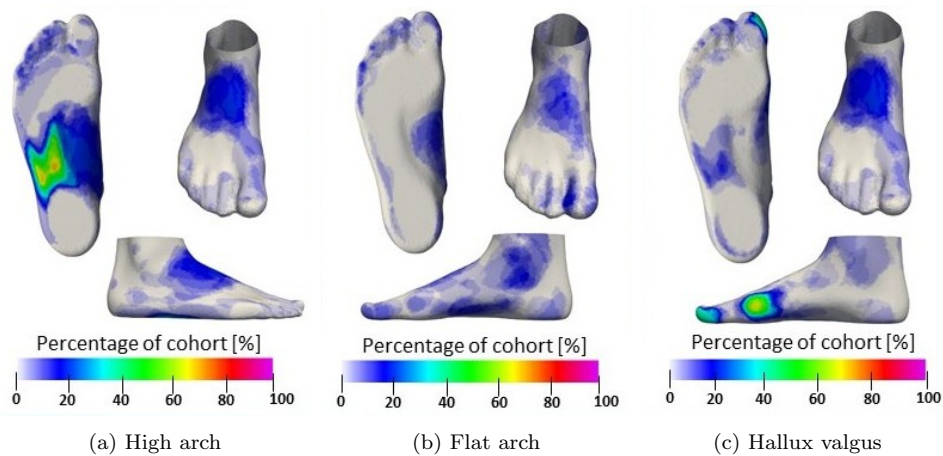 Percentage of cohort [%]
0 20 40 60 80 100
(a) High arch
Percentage of cohort [%]
0 20 40 60 80 100
(b) Flat arch
Percentage of cohort [%]
0 20 40 60 80 100
(c) Hallux valgus